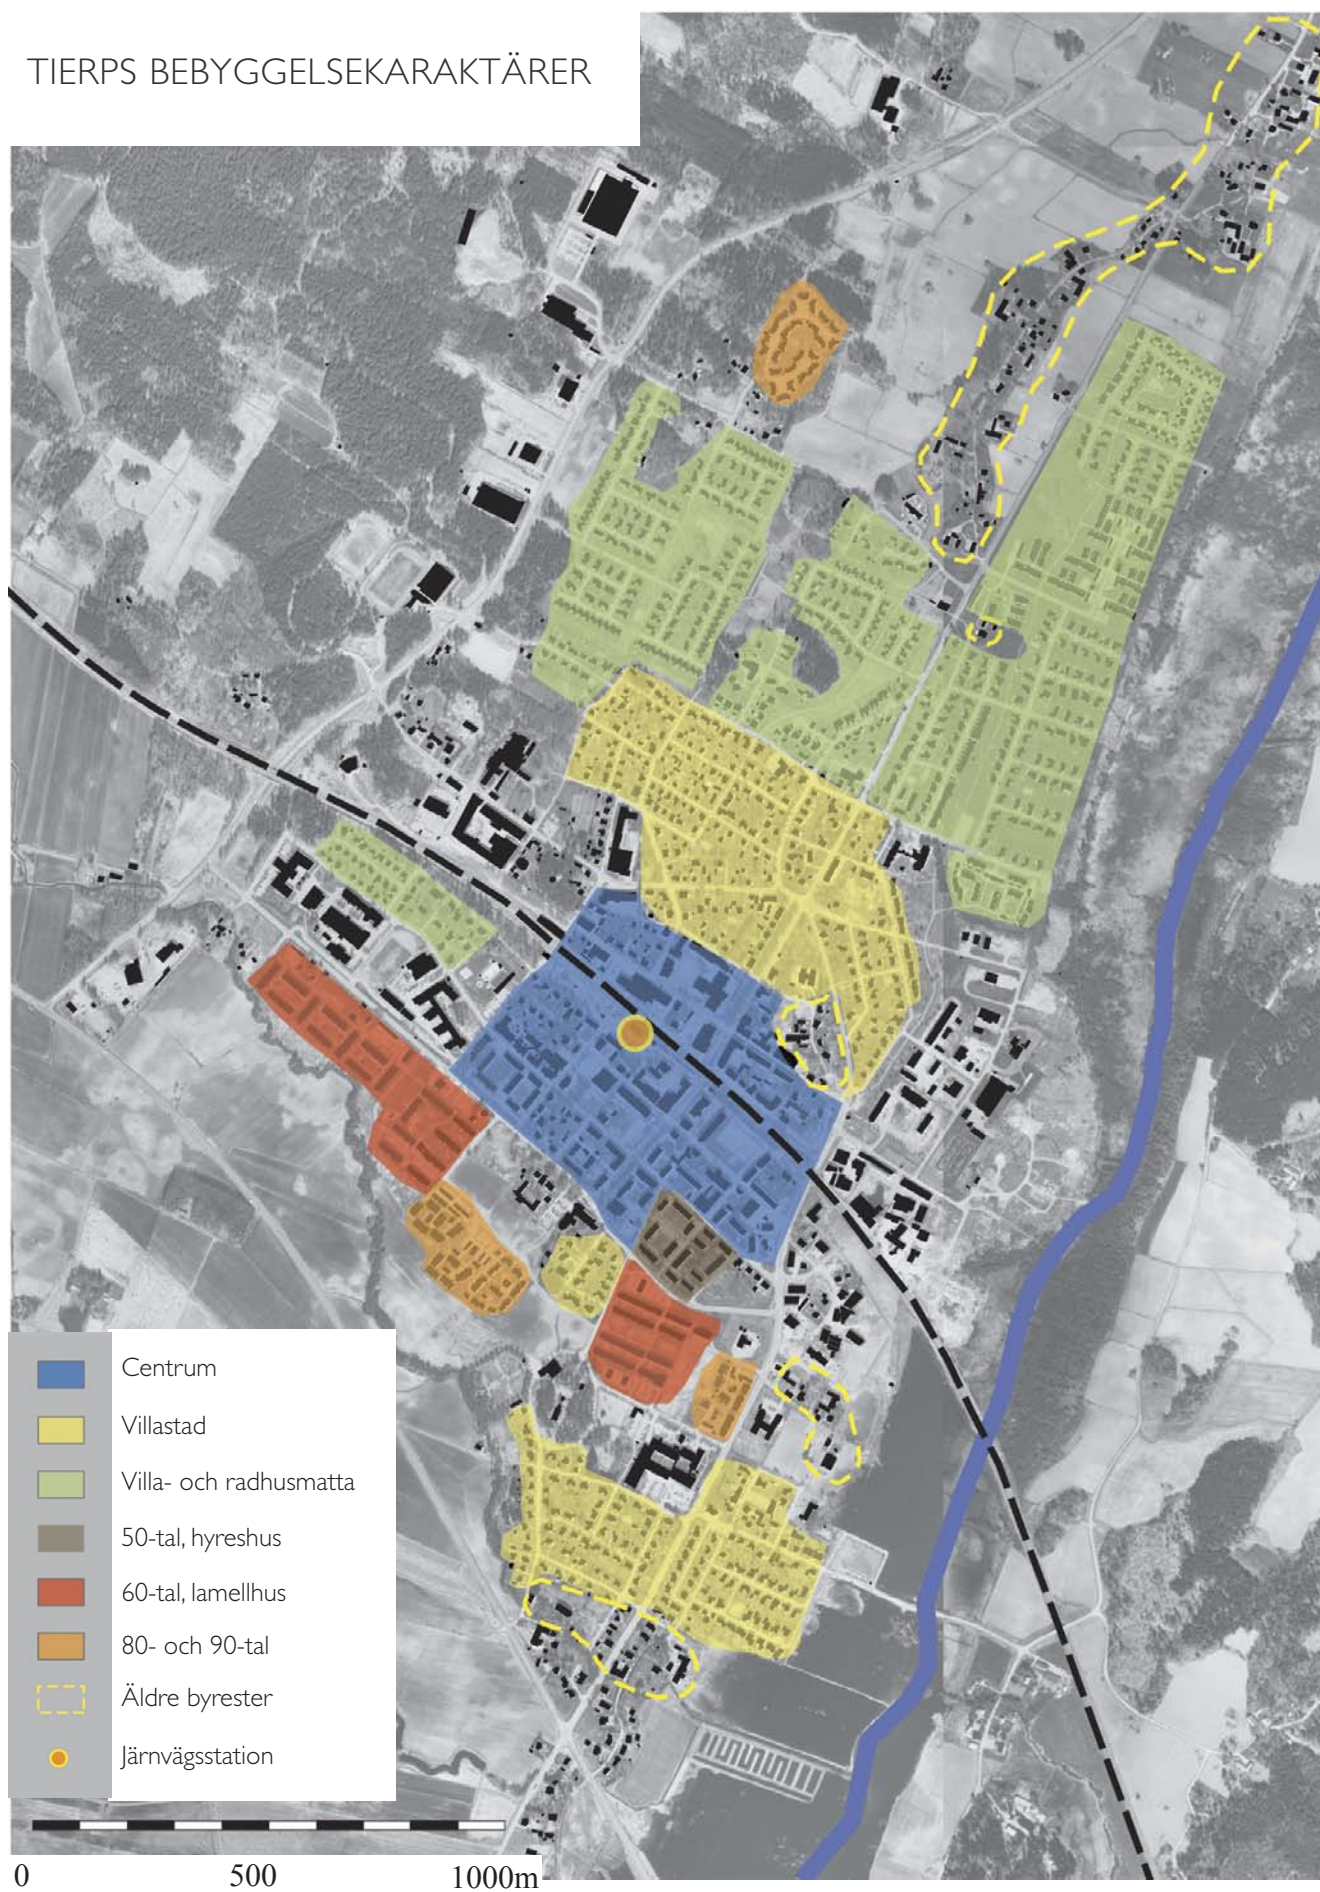 TIERPS BEBYGGELSEKARAKTÄRER
Centrum
Villastad
Villa- och radhusmatta
50-tal, hyreshus
60-tal, lamellhus
80- och 90-tal
Äldre byrester
Järnvägsstation
0 500 1000m